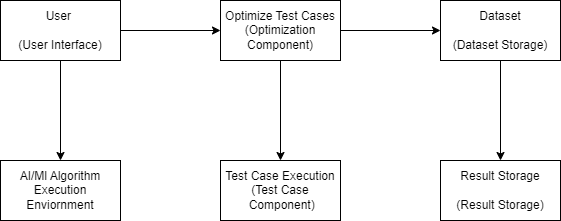 User
(User Interface)
Optimize Test Cases
(Optimization
Component)
Dataset
(Dataset Storage)
AI/Ml Algorithm
Execution
Enviornment
Test Case Execution
(Test Case
Component)
Result Storage
(Result Storage)